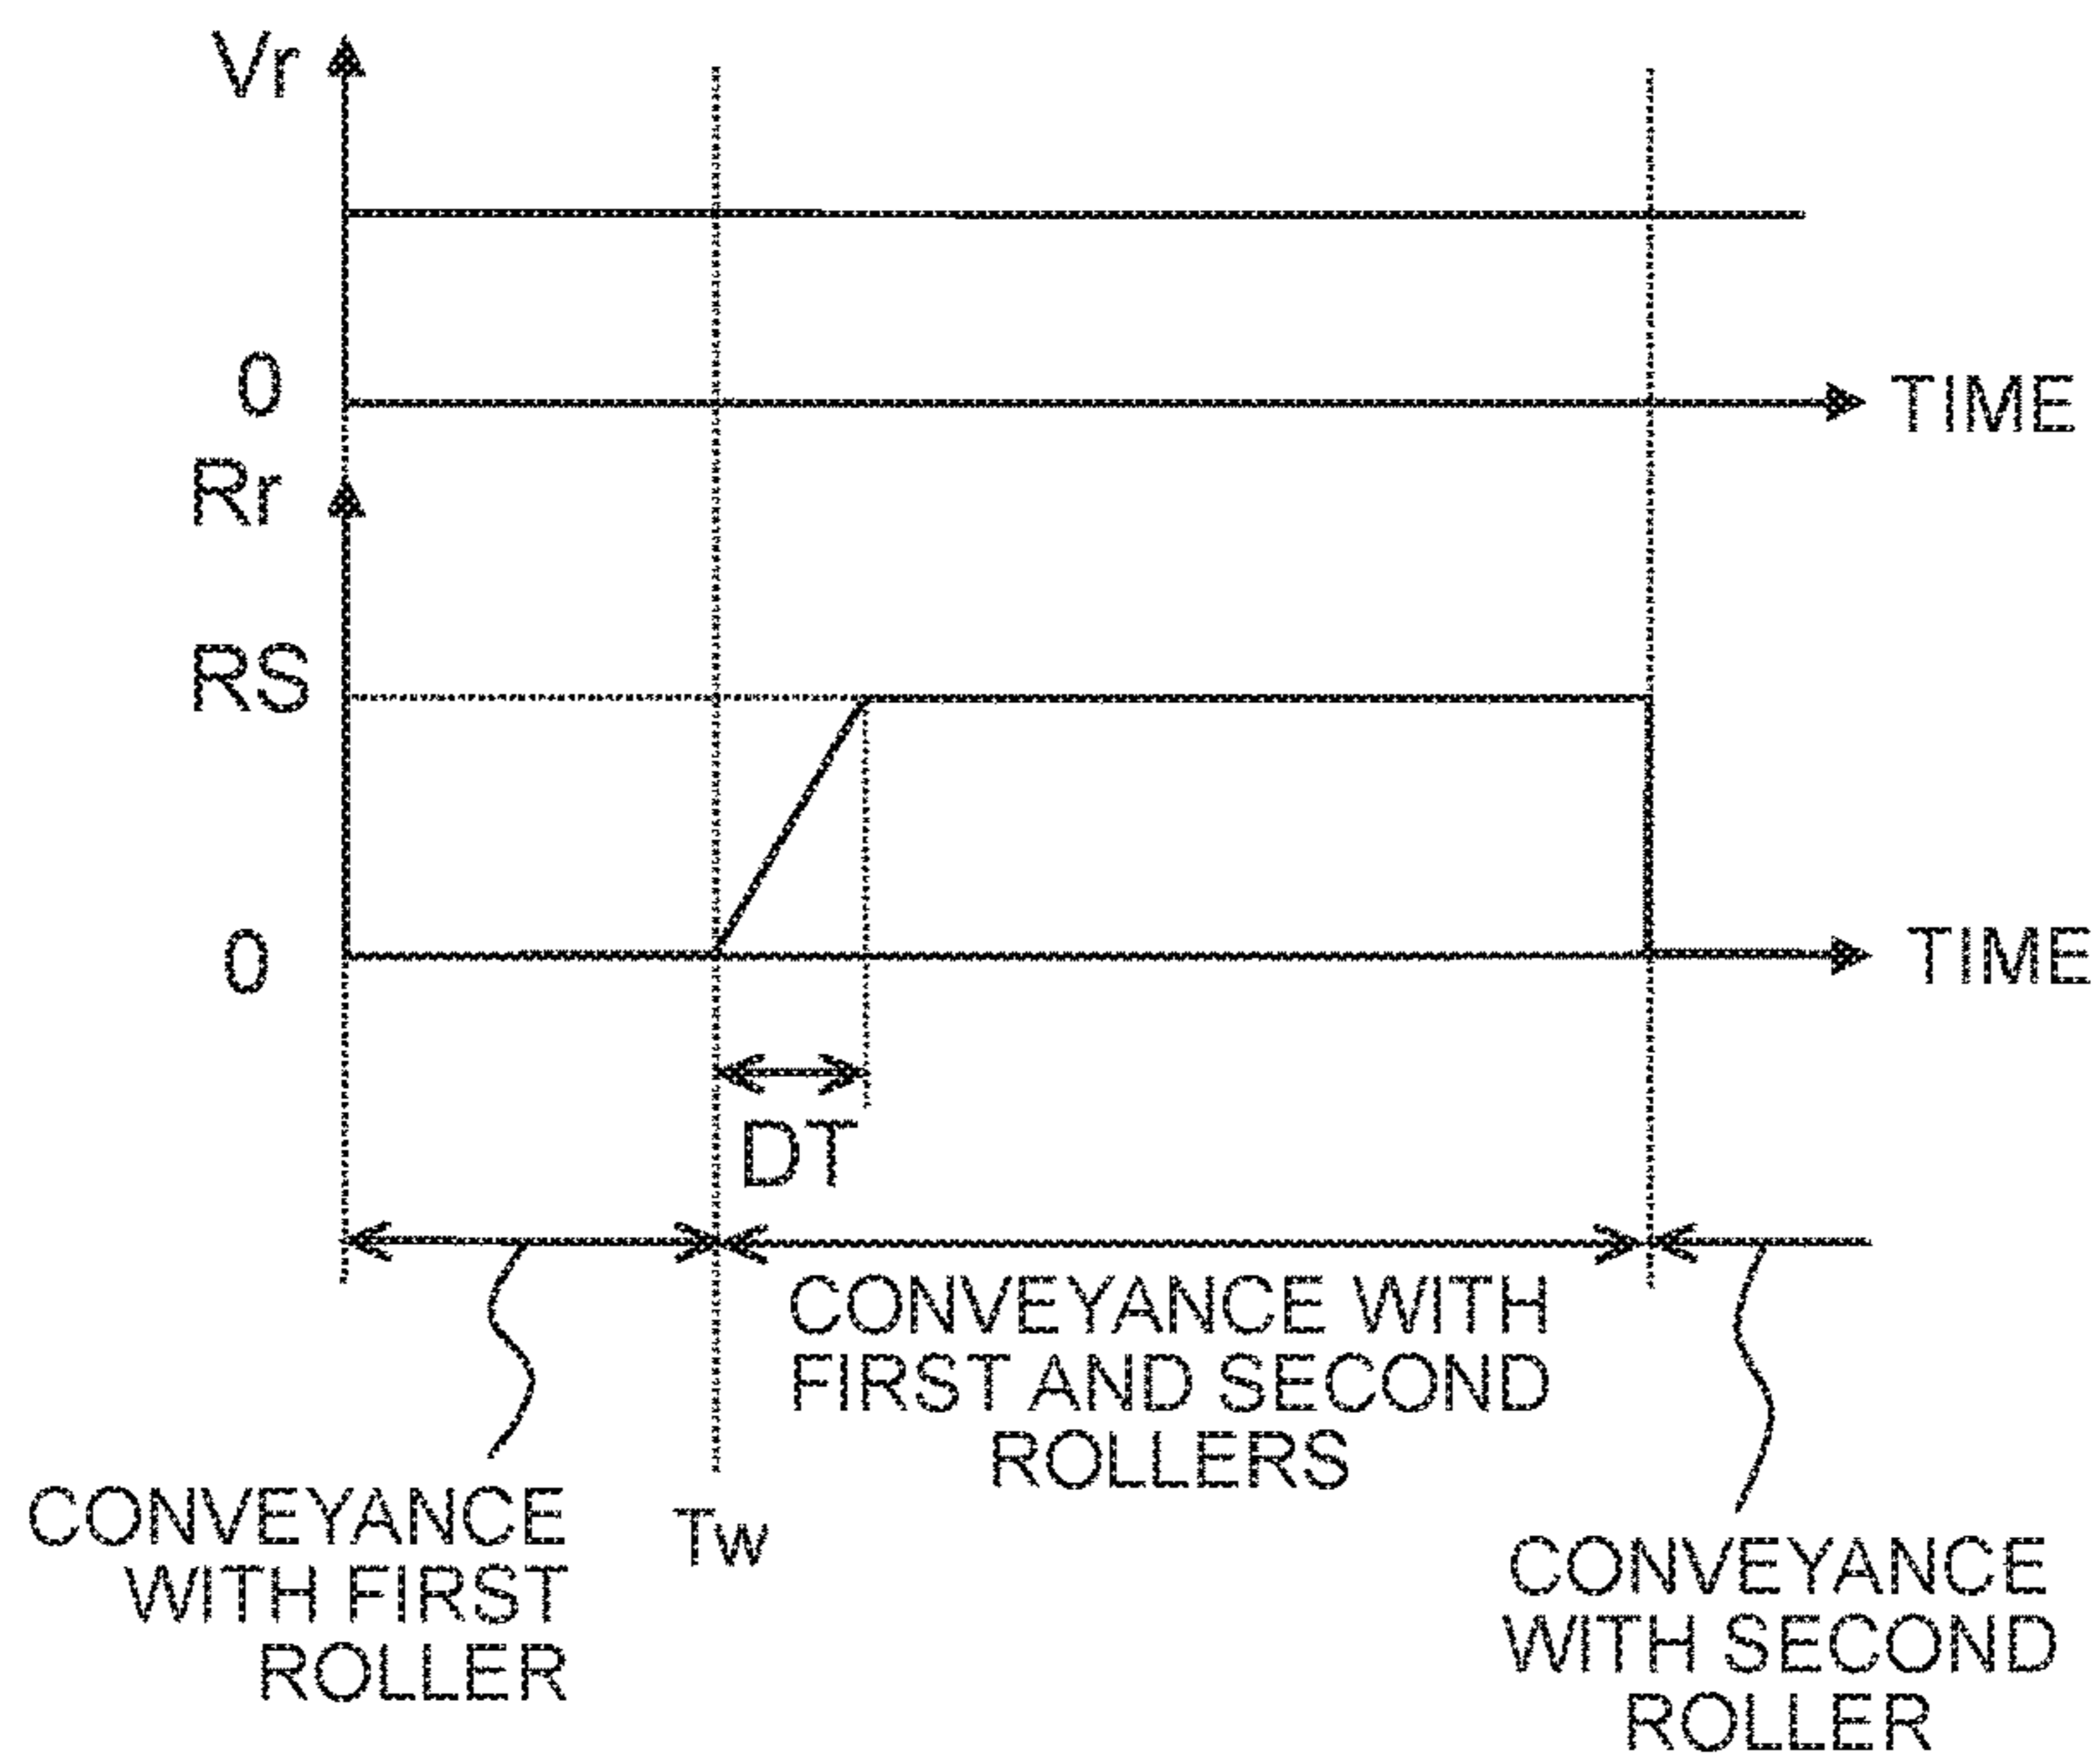 Vr
0
TIME
Rr
RS
0
TIME
DT
CONVEYANCE WITH
FIRST AND SECOND
ROLLERS
CONVEYANCE
WITH FIRST
ROLLER
Tw
CONVEYANCE
WITH SECOND
ROLLER